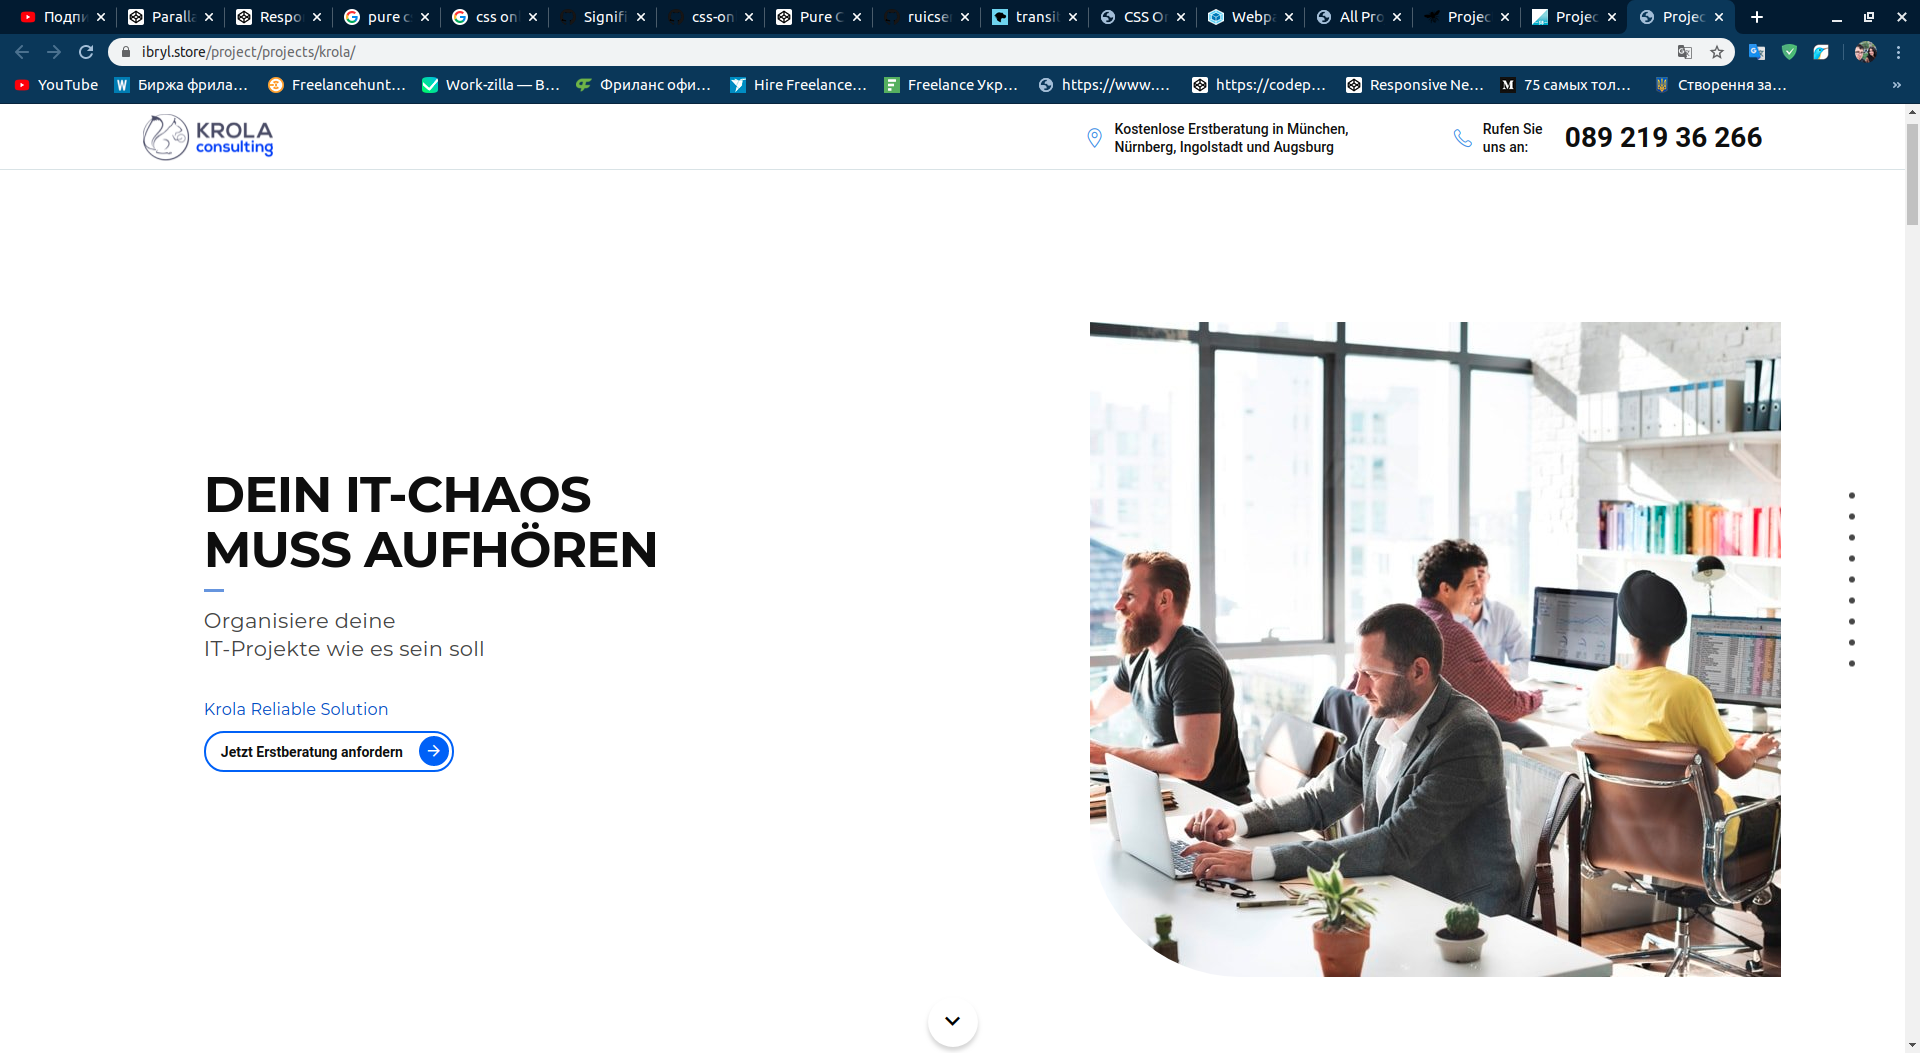 Подпи
Paralla
Respo
pure c
css onl
Signifi
css-on
Pure C
ruicsen
transit
CSS O
Webpa
All Pro
Projec
Projec
Projec
ibryl.store/project/projects/krola/
YouTube
Биржа фрила…
Freelancehunt…
Work-zilla — В…
Фриланс офи…
Hire Freelance…
Freelance Укр…
https://www.…
https://codep…
Responsive Ne…
75 самых тол…
Створення за…
KROLA
consulting
Kostenlose Erstberatung in München,
Nürnberg, Ingolstadt und Augsburg
Rufen Sie
uns an:
089 219 36 266
DEIN IT-CHAOS
MUSS AUFHÖREN
Organisiere deine
IT-Projekte wie es sein soll
Krola Reliable Solution
Jetzt Erstberatung anfordern